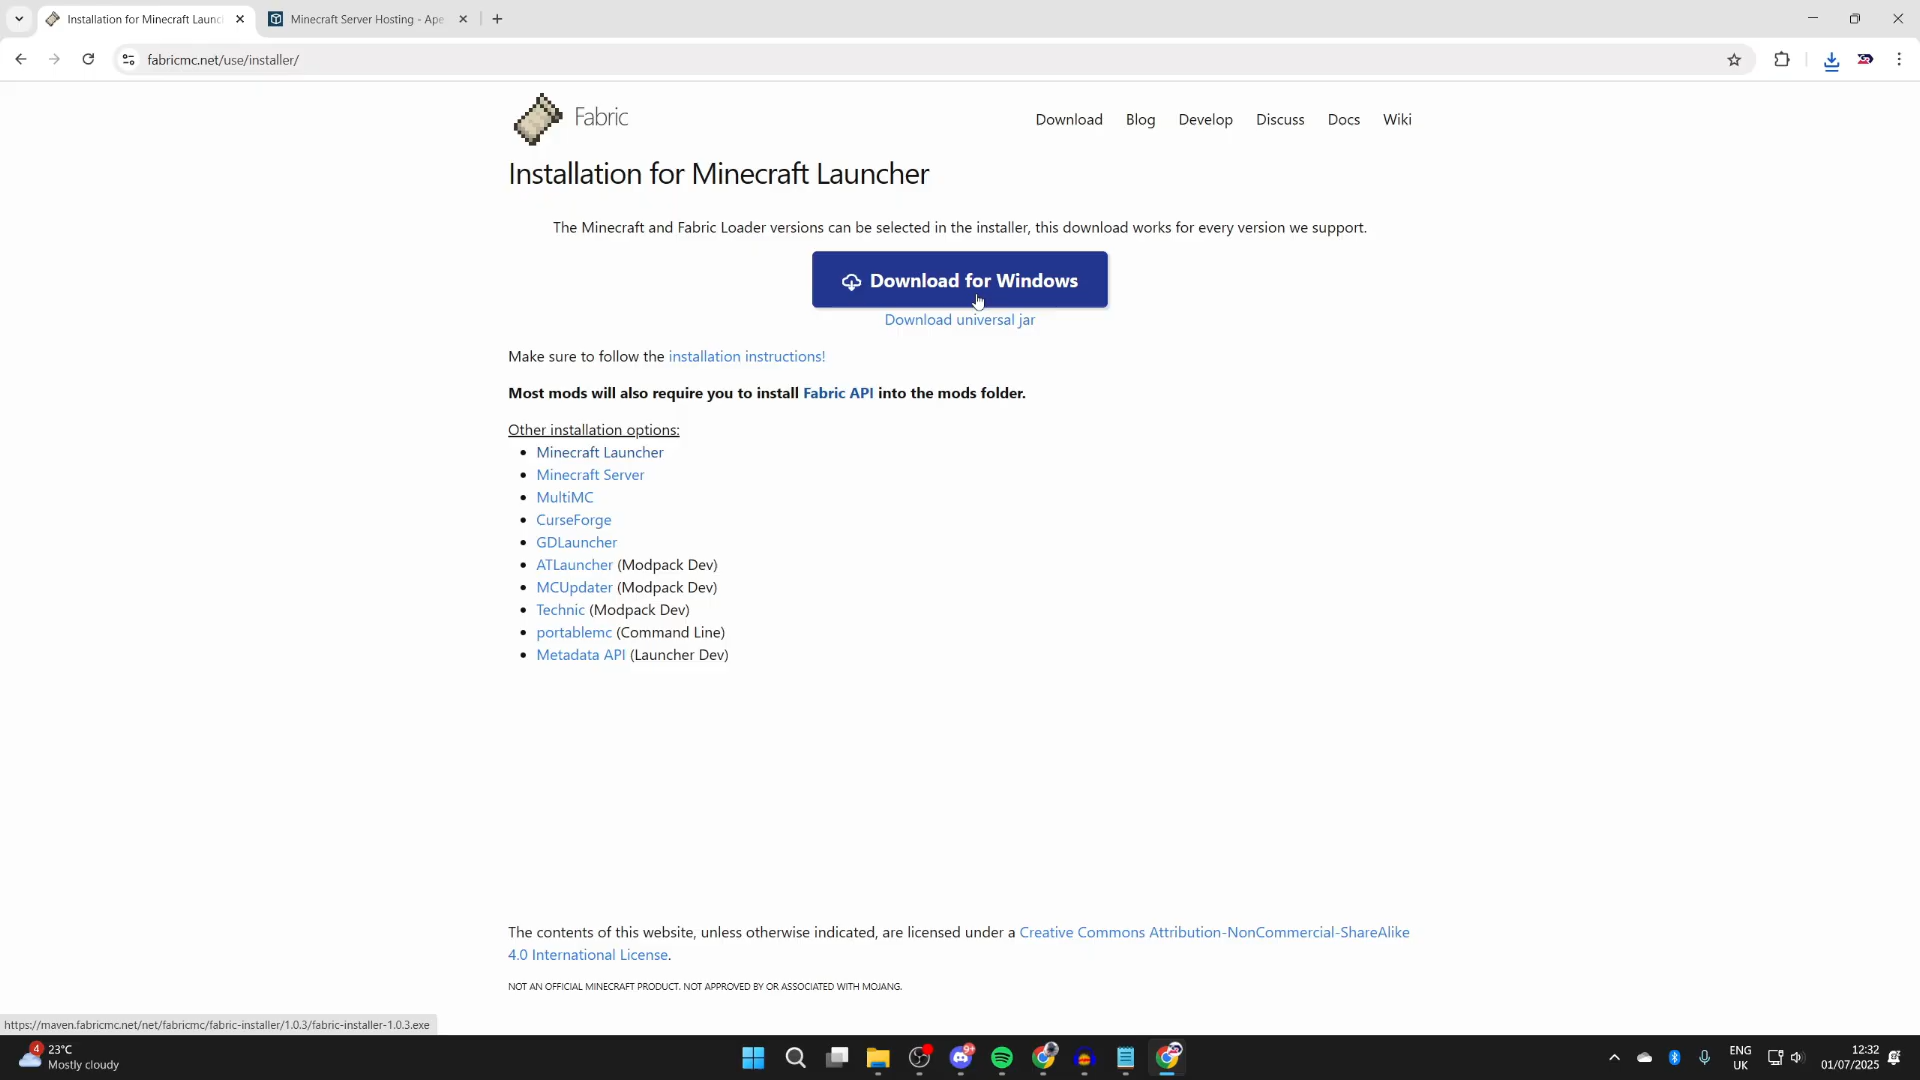 Installation for Minecraft Launc
Minecraft Server Hosting - Ape
fabricmc.net/use/installer/
Fabric
Download
Blog
Develop
Discuss
Docs
Wiki
Installation for Minecraft Launcher
The Minecraft and Fabric Loader versions can be selected in the installer, this download works for every version we support.
Download for Windows
Download universal jar
Make sure to follow the installation instructions!
Most mods will also require you to install Fabric API into the mods folder.
Other installation options:
Minecraft Launcher
Minecraft Server
MultiMC
CurseForge
GDLauncher
ATLauncher (Modpack Dev)
MCUpdater (Modpack Dev)
Technic (Modpack Dev)
portablemc (Command Line)
Metadata API (Launcher Dev)
The contents of this website, unless otherwise indicated, are licensed under a Creative Commons Attribution-NonCommercial-ShareAlike
4.0 International License.
NOT AN OFFICIAL MINECRAFT PRODUCT. NOT APPROVED BY OR ASSOCIATED WITH MOJANG.
https://maven.fabricmc.net/net/fabricmc/fabric-installer/1.0.3/fabric-installer-1.0.3.exe
4
23°C
Mostly cloudy
9+
ENG
UK
12:32
01/07/2025